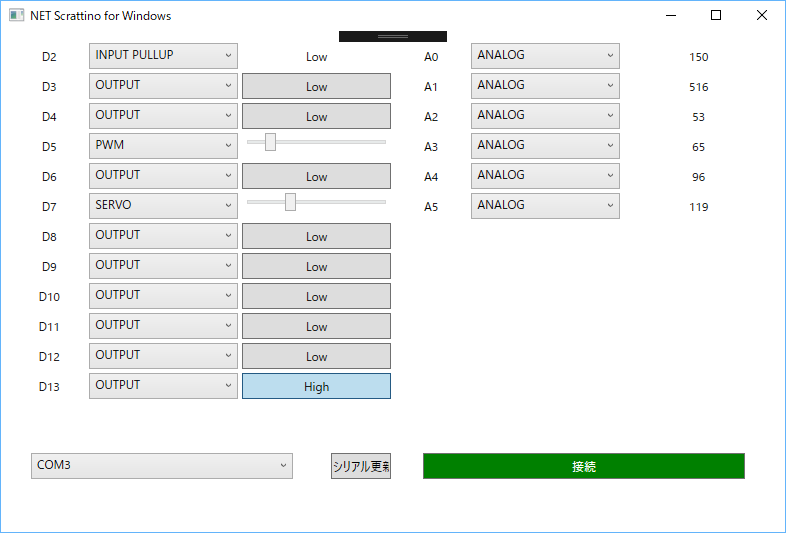 NET Scrattino for Windows
D2 INPUT PULLUP Low A0 ANALOG 150
D3 OUTPUT Low A1 ANALOG 516
D4 OUTPUT Low A2 ANALOG 53
D5 PWM A3 ANALOG 65
D6 OUTPUT Low A4 ANALOG 96
D7 SERVO A5 ANALOG 119
D8 OUTPUT Low
D9 OUTPUT Low
D10 OUTPUT Low
D11 OUTPUT Low
D12 OUTPUT Low
D13 OUTPUT High
COM3 シリアル更新 接続